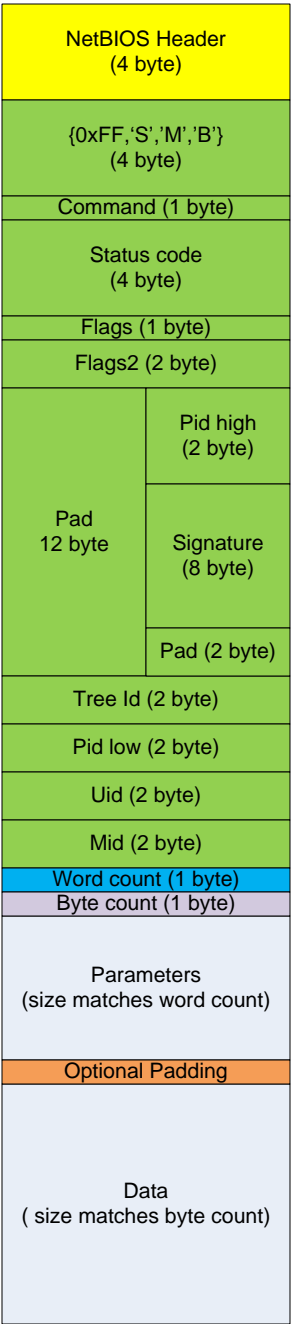 NetBIOS Header
(4 byte)
{0xFF,‘S’,’M’,’B’}
(4 byte)
Command (1 byte)
Status code
(4 byte)
Flags (1 byte)
Flags2 (2 byte)
Pad
12 byte
Pid high
(2 byte)
Signature
(8 byte)
Pad (2 byte)
Tree Id (2 byte)
Pid low (2 byte)
Uid (2 byte)
Mid (2 byte)
Word count (1 byte)
Byte count (1 byte)
Parameters
(size matches word count)
Optional Padding
Data
( size matches byte count)